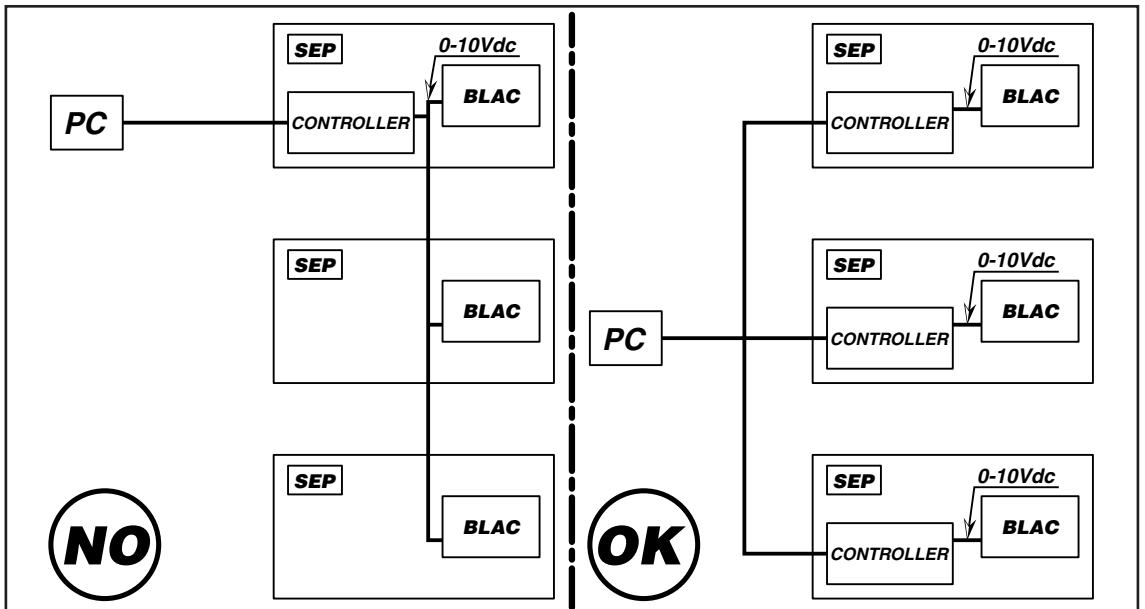 SEP
0-10Vdc
BLAC
PC
CONTROLLER
SEP
BLAC
SEP
BLAC
NO
SEP
0-10Vdc
BLAC
CONTROLLER
SEP
0-10Vdc
BLAC
PC
CONTROLLER
SEP
0-10Vdc
BLAC
CONTROLLER
OK